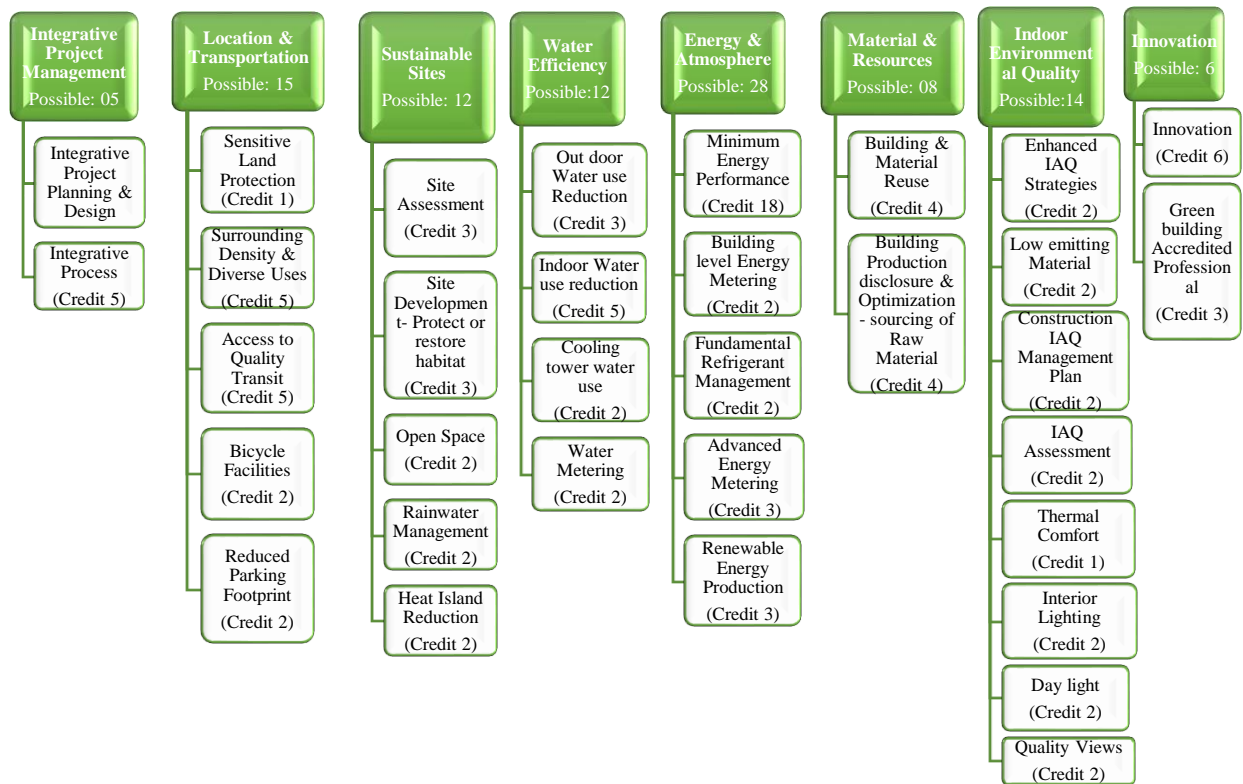 Integrative
Project
Management
Possible: 05
Integrative
Project
Planning &
Design
Integrative
Process
(Credit 5)
Location &
Transportation
Possible: 15
Sensitive
Land
Protection
(Credit 1)
Surrounding
Density &
Diverse Uses
(Credit 5)
Access to
Quality
Transit
(Credit 5)
Bicycle
Facilities
(Credit 2)
Reduced
Parking
Footprint
(Credit 2)
Sustainable
Sites
Possible: 12
Site
Assessment
(Credit 3)
Site
Developmen
t- Protect or
restore
habitat
(Credit 3)
Open Space
(Credit 2)
Rainwater
Management
(Credit 2)
Heat Island
Reduction
(Credit 2)
Water
Efficiency
Possible:12
Out door
Water use
Reduction
(Credit 3)
Indoor Water
use reduction
(Credit 5)
Cooling
tower water
use
(Credit 2)
Water
Metering
(Credit 2)
Energy &
Atmosphere
Possible: 28
Minimum
Energy
Performance
(Credit 18)
Building
level Energy
Metering
(Credit 2)
Fundamental
Refrigerant
Management
(Credit 2)
Advanced
Energy
Metering
(Credit 3)
Renewable
Energy
Production
(Credit 3)
Material &
Resources
Possible: 08
Building &
Material
Reuse
(Credit 4)
Building
Production
disclosure &
Optimization
- sourcing of
Raw
Material
(Credit 4)
Indoor
Environment
al Quality
Possible:14
Enhanced
IAQ
Strategies
(Credit 2)
Low emitting
Material
(Credit 2)
Construction
IAQ
Management
Plan
(Credit 2)
IAQ
Assessment
(Credit 2)
Thermal
Comfort
(Credit 1)
Interior
Lighting
(Credit 2)
Day light
(Credit 2)
Quality Views
(Credit 2)
Innovation
Possible: 6
Innovation
(Credit 6)
Green
building
Accredited
Profession
al
(Credit 3)